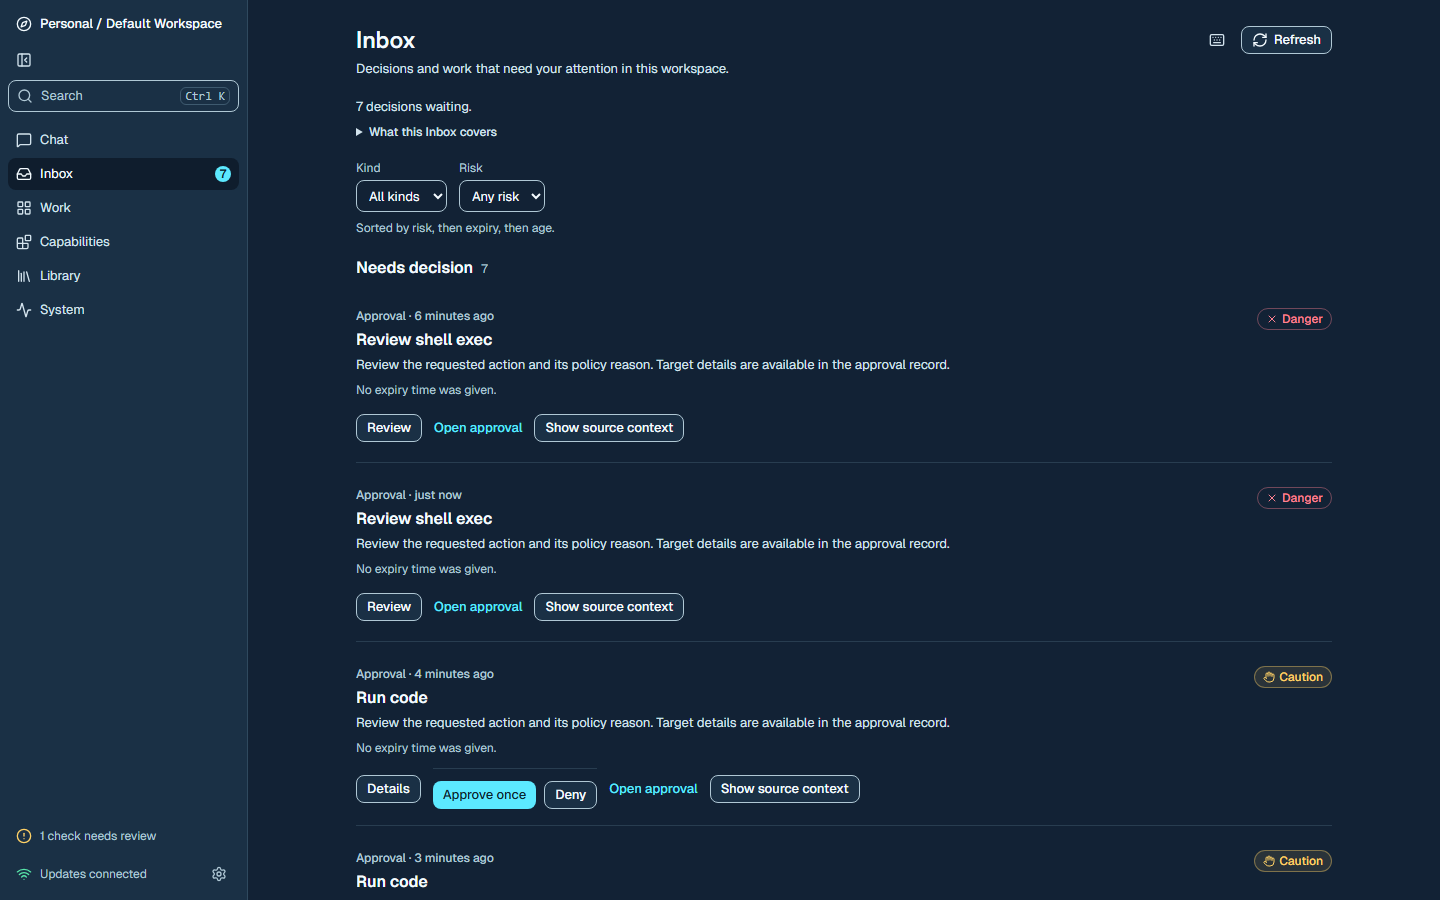 Personal / Default Workspace
Search
Ctrl K
Chat
Inbox
7
Work
Capabilities
Library
System
1 check needs review
Updates connected
Inbox
Refresh
Decisions and work that need your attention in this workspace.
7 decisions waiting.
What this Inbox covers
Kind
Risk
All kinds
Any risk
Sorted by risk, then expiry, then age.
Needs decision 7
Approval · 6 minutes ago
Danger
Review shell exec
Review the requested action and its policy reason. Target details are available in the approval record.
No expiry time was given.
Review
Open approval
Show source context
Approval · just now
Danger
Review shell exec
Review the requested action and its policy reason. Target details are available in the approval record.
No expiry time was given.
Review
Open approval
Show source context
Approval · 4 minutes ago
Caution
Run code
Review the requested action and its policy reason. Target details are available in the approval record.
No expiry time was given.
Details
Approve once
Deny
Open approval
Show source context
Approval · 3 minutes ago
Caution
Run code